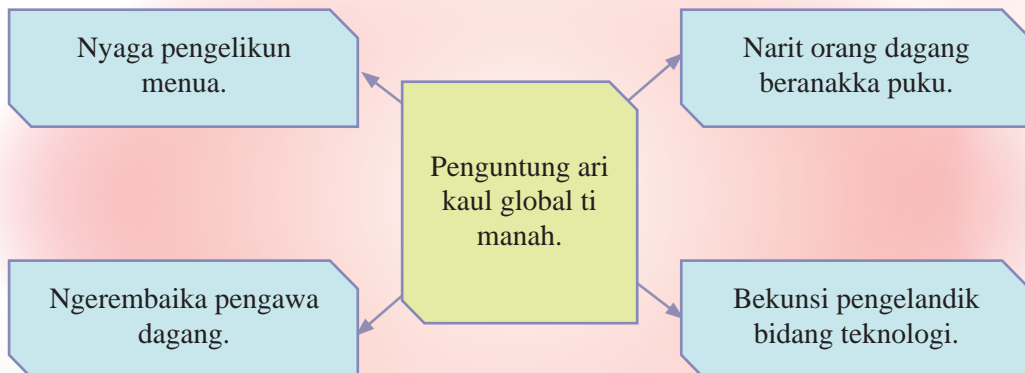 Nyaga pengelikun
menua.
Narit orang dagang
beranakka puku.
Penguntung ari
kaul global ti
manah.
Ngerembaika pengawa
dagang.
Bekunsi pengelandik
bidang teknologi.